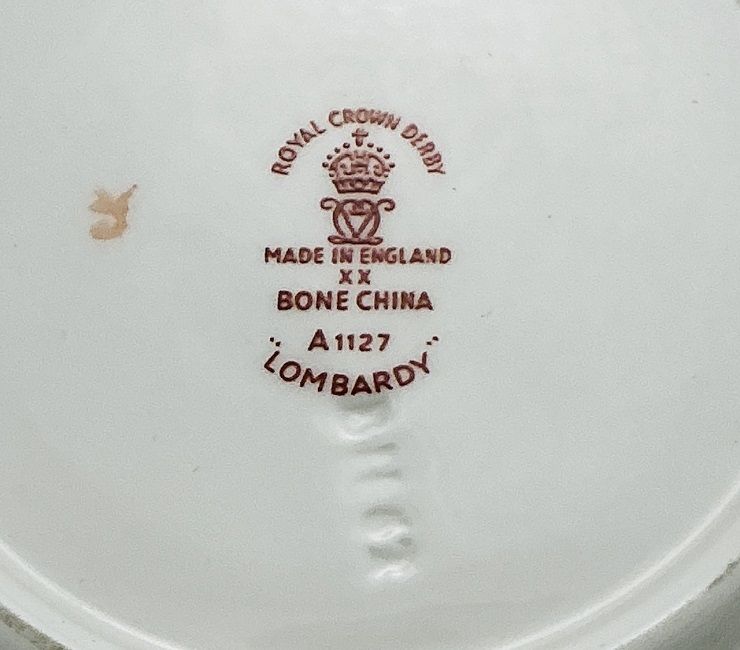 ROYAL CROWN DERBY
MADE IN ENGLAND
XX
BONE CHINA
A1127
"LOMBARDY"